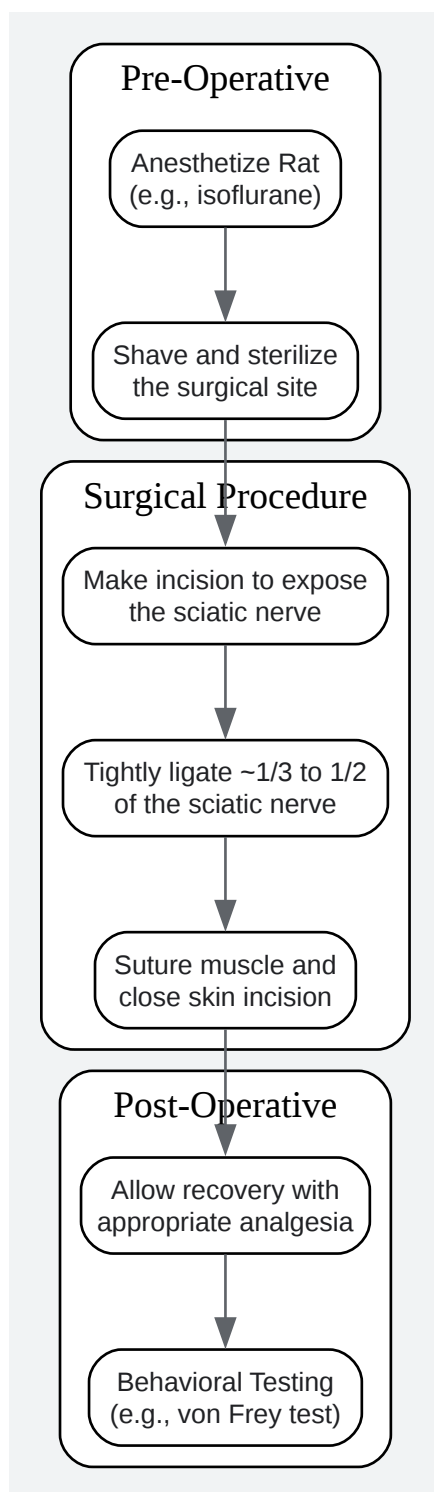 Pre-Operative
Anesthetize Rat
(e.g., isoflurane)
Shave and sterilize
the surgical site
Surgical Procedure
Make incision to expose
the sciatic nerve
Tightly ligate ~1/3 to 1/2
of the sciatic nerve
Suture muscle and
close skin incision
Post-Operative
Allow recovery with
appropriate analgesia
Behavioral Testing
(e.g., von Frey test)